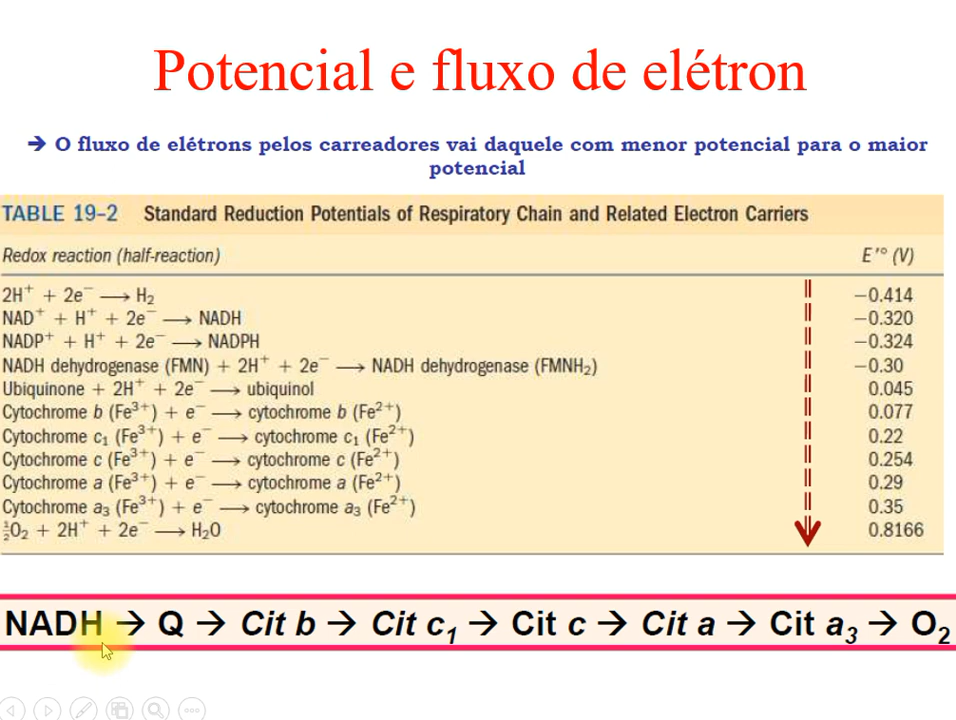 Potencial e fluxo de elétron
➔ O fluxo de elétrons pelos carreadores vai daquele com menor potencial para o maior
potencial
TABLE 19–2 Standard Reduction Potentials of Respiratory Chain and Related Electron Carriers
Redox reaction (half-reaction) E′° (V)
2H⁺ + 2e⁻ ⟶ H₂ −0.414
NAD⁺ + H⁺ + 2e⁻ ⟶ NADH −0.320
NADP⁺ + H⁺ + 2e⁻ ⟶ NADPH −0.324
NADH dehydrogenase (FMN) + 2H⁺ + 2e⁻ ⟶ NADH dehydrogenase (FMNH₂) −0.30
Ubiquinone + 2H⁺ + 2e⁻ ⟶ ubiquinol 0.045
Cytochrome b (Fe³⁺) + e⁻ ⟶ cytochrome b (Fe²⁺) 0.077
Cytochrome c₁ (Fe³⁺) + e⁻ ⟶ cytochrome c₁ (Fe²⁺) 0.22
Cytochrome c (Fe³⁺) + e⁻ ⟶ cytochrome c (Fe²⁺) 0.254
Cytochrome a (Fe³⁺) + e⁻ ⟶ cytochrome a (Fe²⁺) 0.29
Cytochrome a₃ (Fe³⁺) + e⁻ ⟶ cytochrome a₃ (Fe²⁺) 0.35
½O₂ + 2H⁺ + 2e⁻ ⟶ H₂O 0.8166
NADH → Q → Cit b → Cit c₁ → Cit c → Cit a → Cit a₃ → O₂